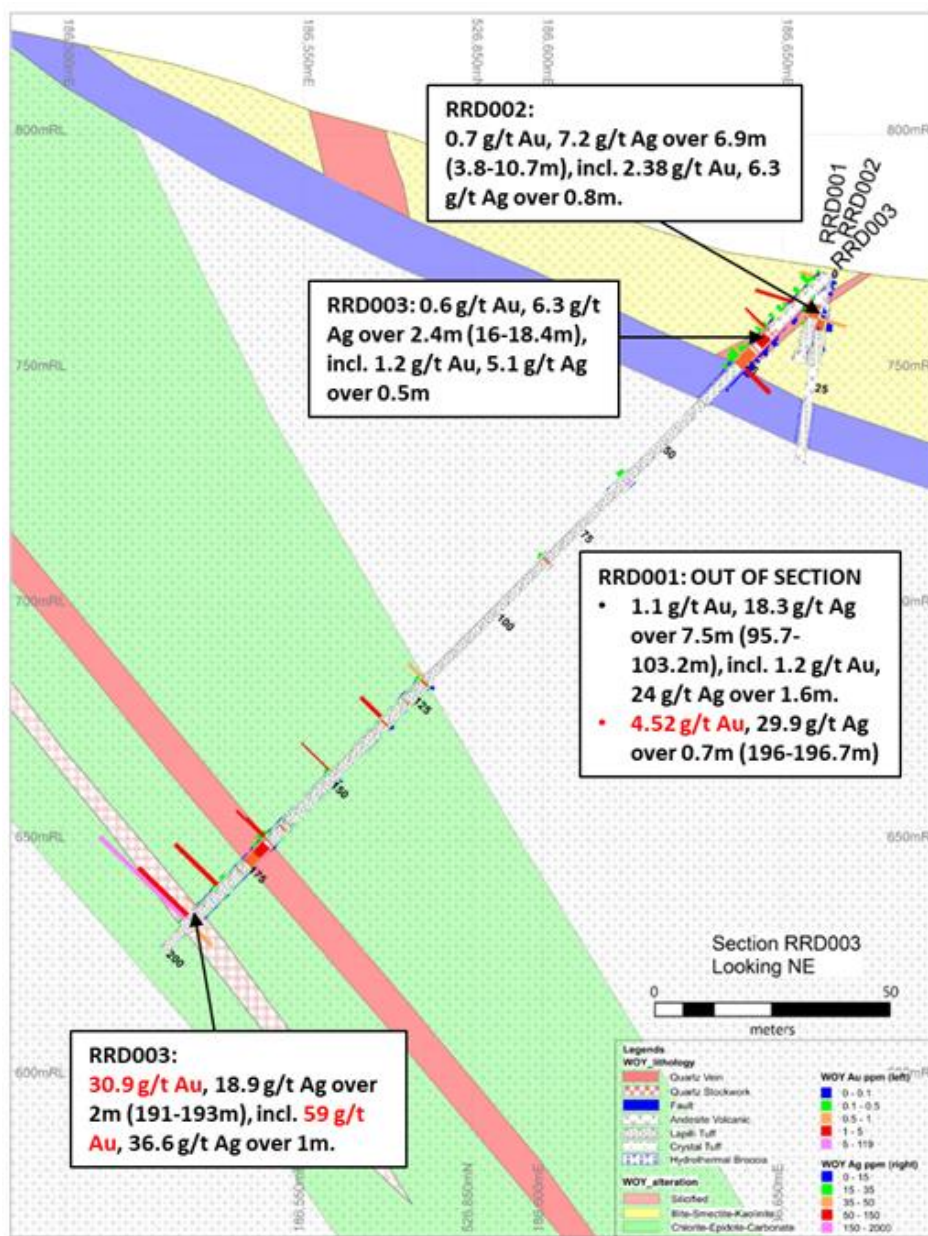 186.500mE
186.550mE
526.850mN
186.600mE
186.650mE
800mRL
800mRL
RRD002:
0.7 g/t Au, 7.2 g/t Ag over 6.9m
(3.8-10.7m), incl. 2.38 g/t Au, 6.3
g/t Ag over 0.8m.
RRD001
RRD002
RRD003
0
RRD003: 0.6 g/t Au, 6.3 g/t
Ag over 2.4m (16-18.4m),
incl. 1.2 g/t Au, 5.1 g/t Ag
over 0.5m
750mRL
750mRL
25
50
75
100
125
150
175
200
RRD001: OUT OF SECTION
• 1.1 g/t Au, 18.3 g/t Ag
over 7.5m (95.7-
103.2m), incl. 1.2 g/t Au,
24 g/t Ag over 1.6m.
• 4.52 g/t Au, 29.9 g/t Ag
over 0.7m (196-196.7m)
700mRL
650mRL
650mRL
Section RRD003
Looking NE
0 50
meters
RRD003:
30.9 g/t Au, 18.9 g/t Ag over
2m (191-193m), incl. 59 g/t
Au, 36.6 g/t Ag over 1m.
600mRL
186.550mE
526.850mN
186.600mE
Legends
WOY_lithology
Quartz Vein
Quartz Stockwork
Fault
Andesite Volcanic
Lapilli Tuff
Crystal Tuff
Hydrothermal Breccia
WOY_alteration
Silicified
Chlorite-Epidote-Carbonate
WOY Au ppm (left)
0 - 0.1
0.1 - 0.5
0.5 - 1
1 - 5
5 - 119
WOY Ag ppm (right)
0 - 15
15 - 35
35 - 50
50 - 150
150 - 2000